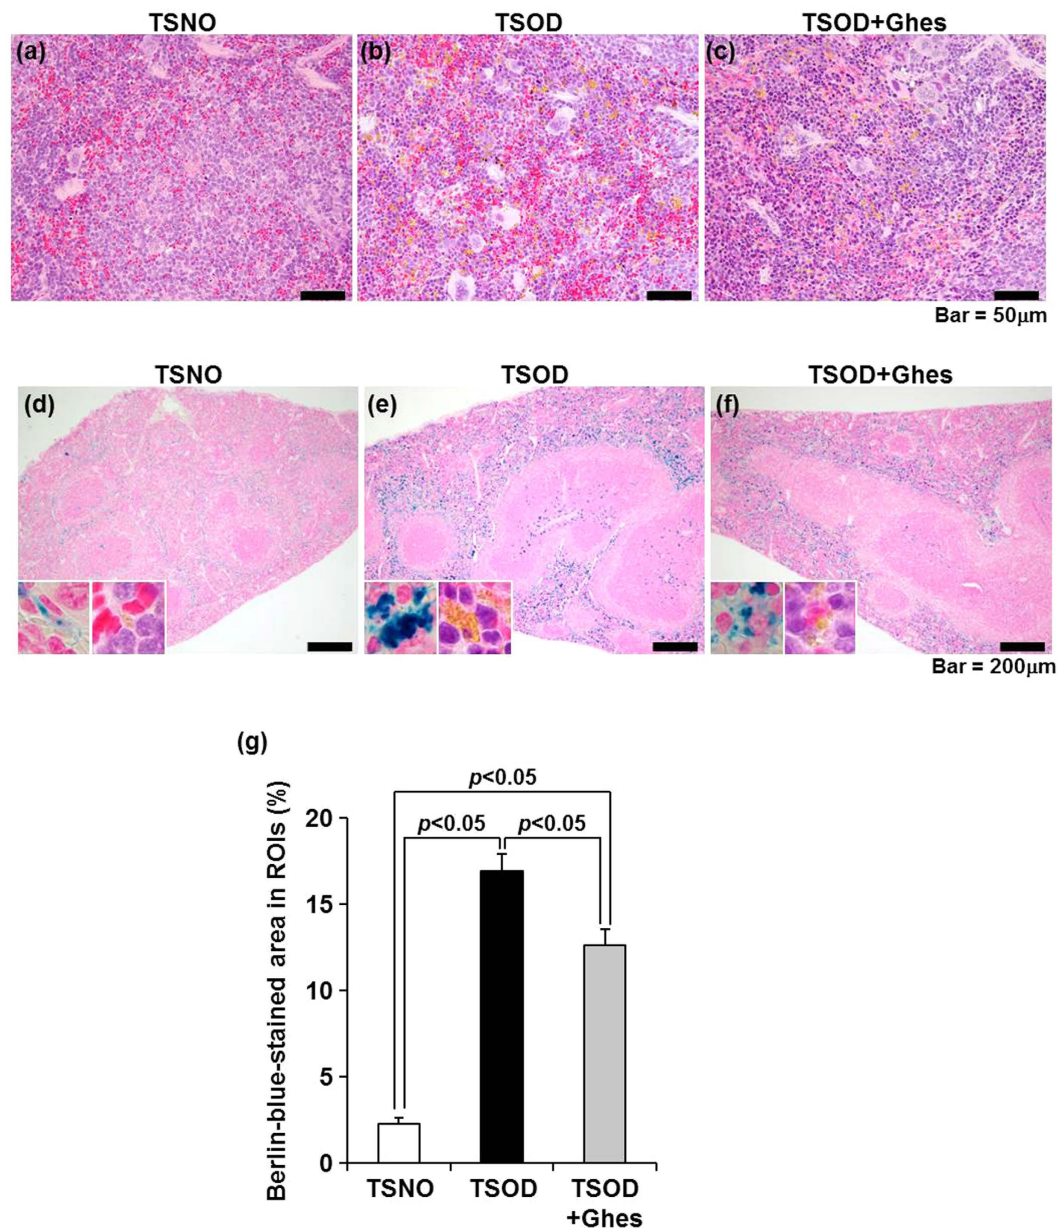 TSNO TSOD TSOD+Ghes
(a) (b) (c)
Bar = 50μm
TSNO TSOD TSOD+Ghes
(d) (e) (f)
Bar = 200μm
(g)
Berlin-blue-stained area in ROIs (%)
p<0.05
p<0.05 p<0.05
20
15
10
5
0
TSNO TSOD TSOD
+Ghes